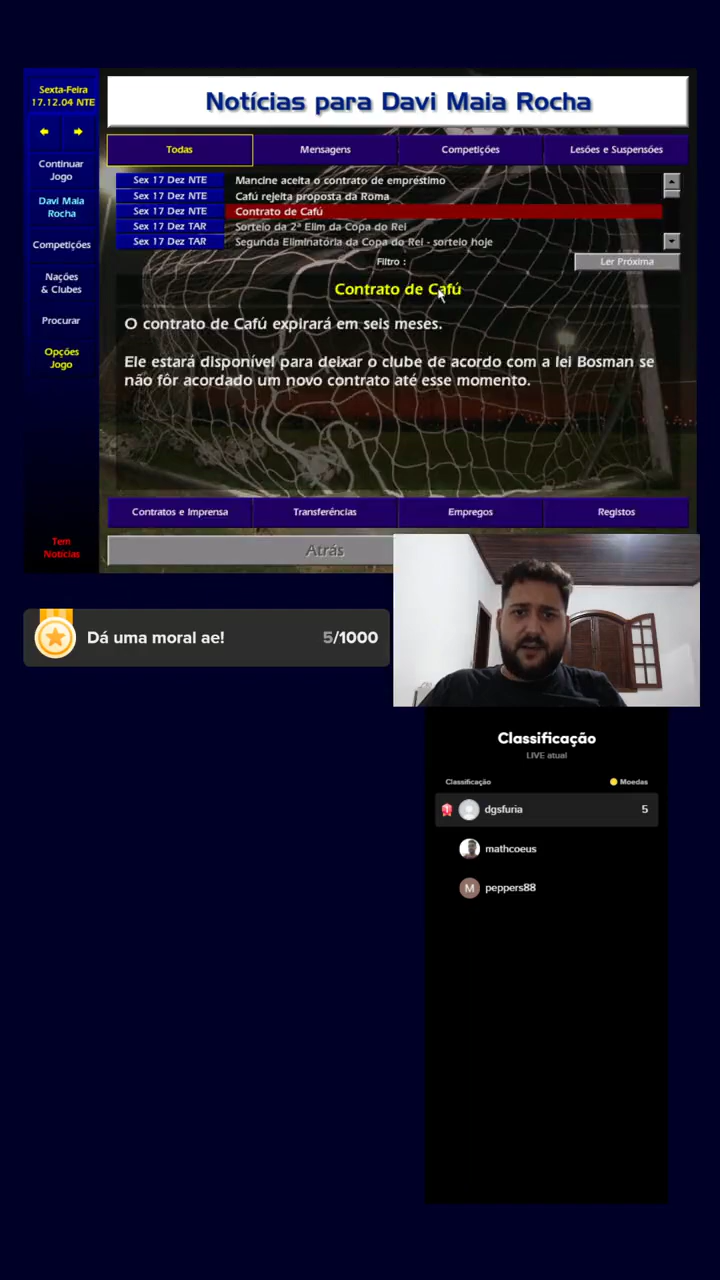 Sexta-Feira
17.12.04 NTE
Continuar
Jogo
Davi Maia
Rocha
Competições
Nações
& Clubes
Procurar
Opções
Jogo
Tem
Notícias
Notícias para Davi Maia Rocha
Todas
Mensagens
Competições
Lesões e Suspensões
Sex 17 Dez NTE Mancine aceita o contrato de empréstimo
Sex 17 Dez NTE Cafú rejeita proposta da Roma
Sex 17 Dez NTE Contrato de Cafú
Sex 17 Dez TAR Sorteio da 2ª Elim da Copa do Rei
Sex 17 Dez TAR Segunda Eliminatória da Copa do Rei - sorteio hoje
Filtro :
Ler Próxima
Contrato de Cafú
O contrato de Cafú expirará em seis meses.
Ele estará disponível para deixar o clube de acordo com a lei Bosman se
não fôr acordado um novo contrato até esse momento.
Contratos e Imprensa
Transferências
Empregos
Registos
Atrás
Dá uma moral ae! 5/1000
Classificação
LIVE atual
Classificação Moedas
1 dgsfuria 5
mathcoeus
M peppers88